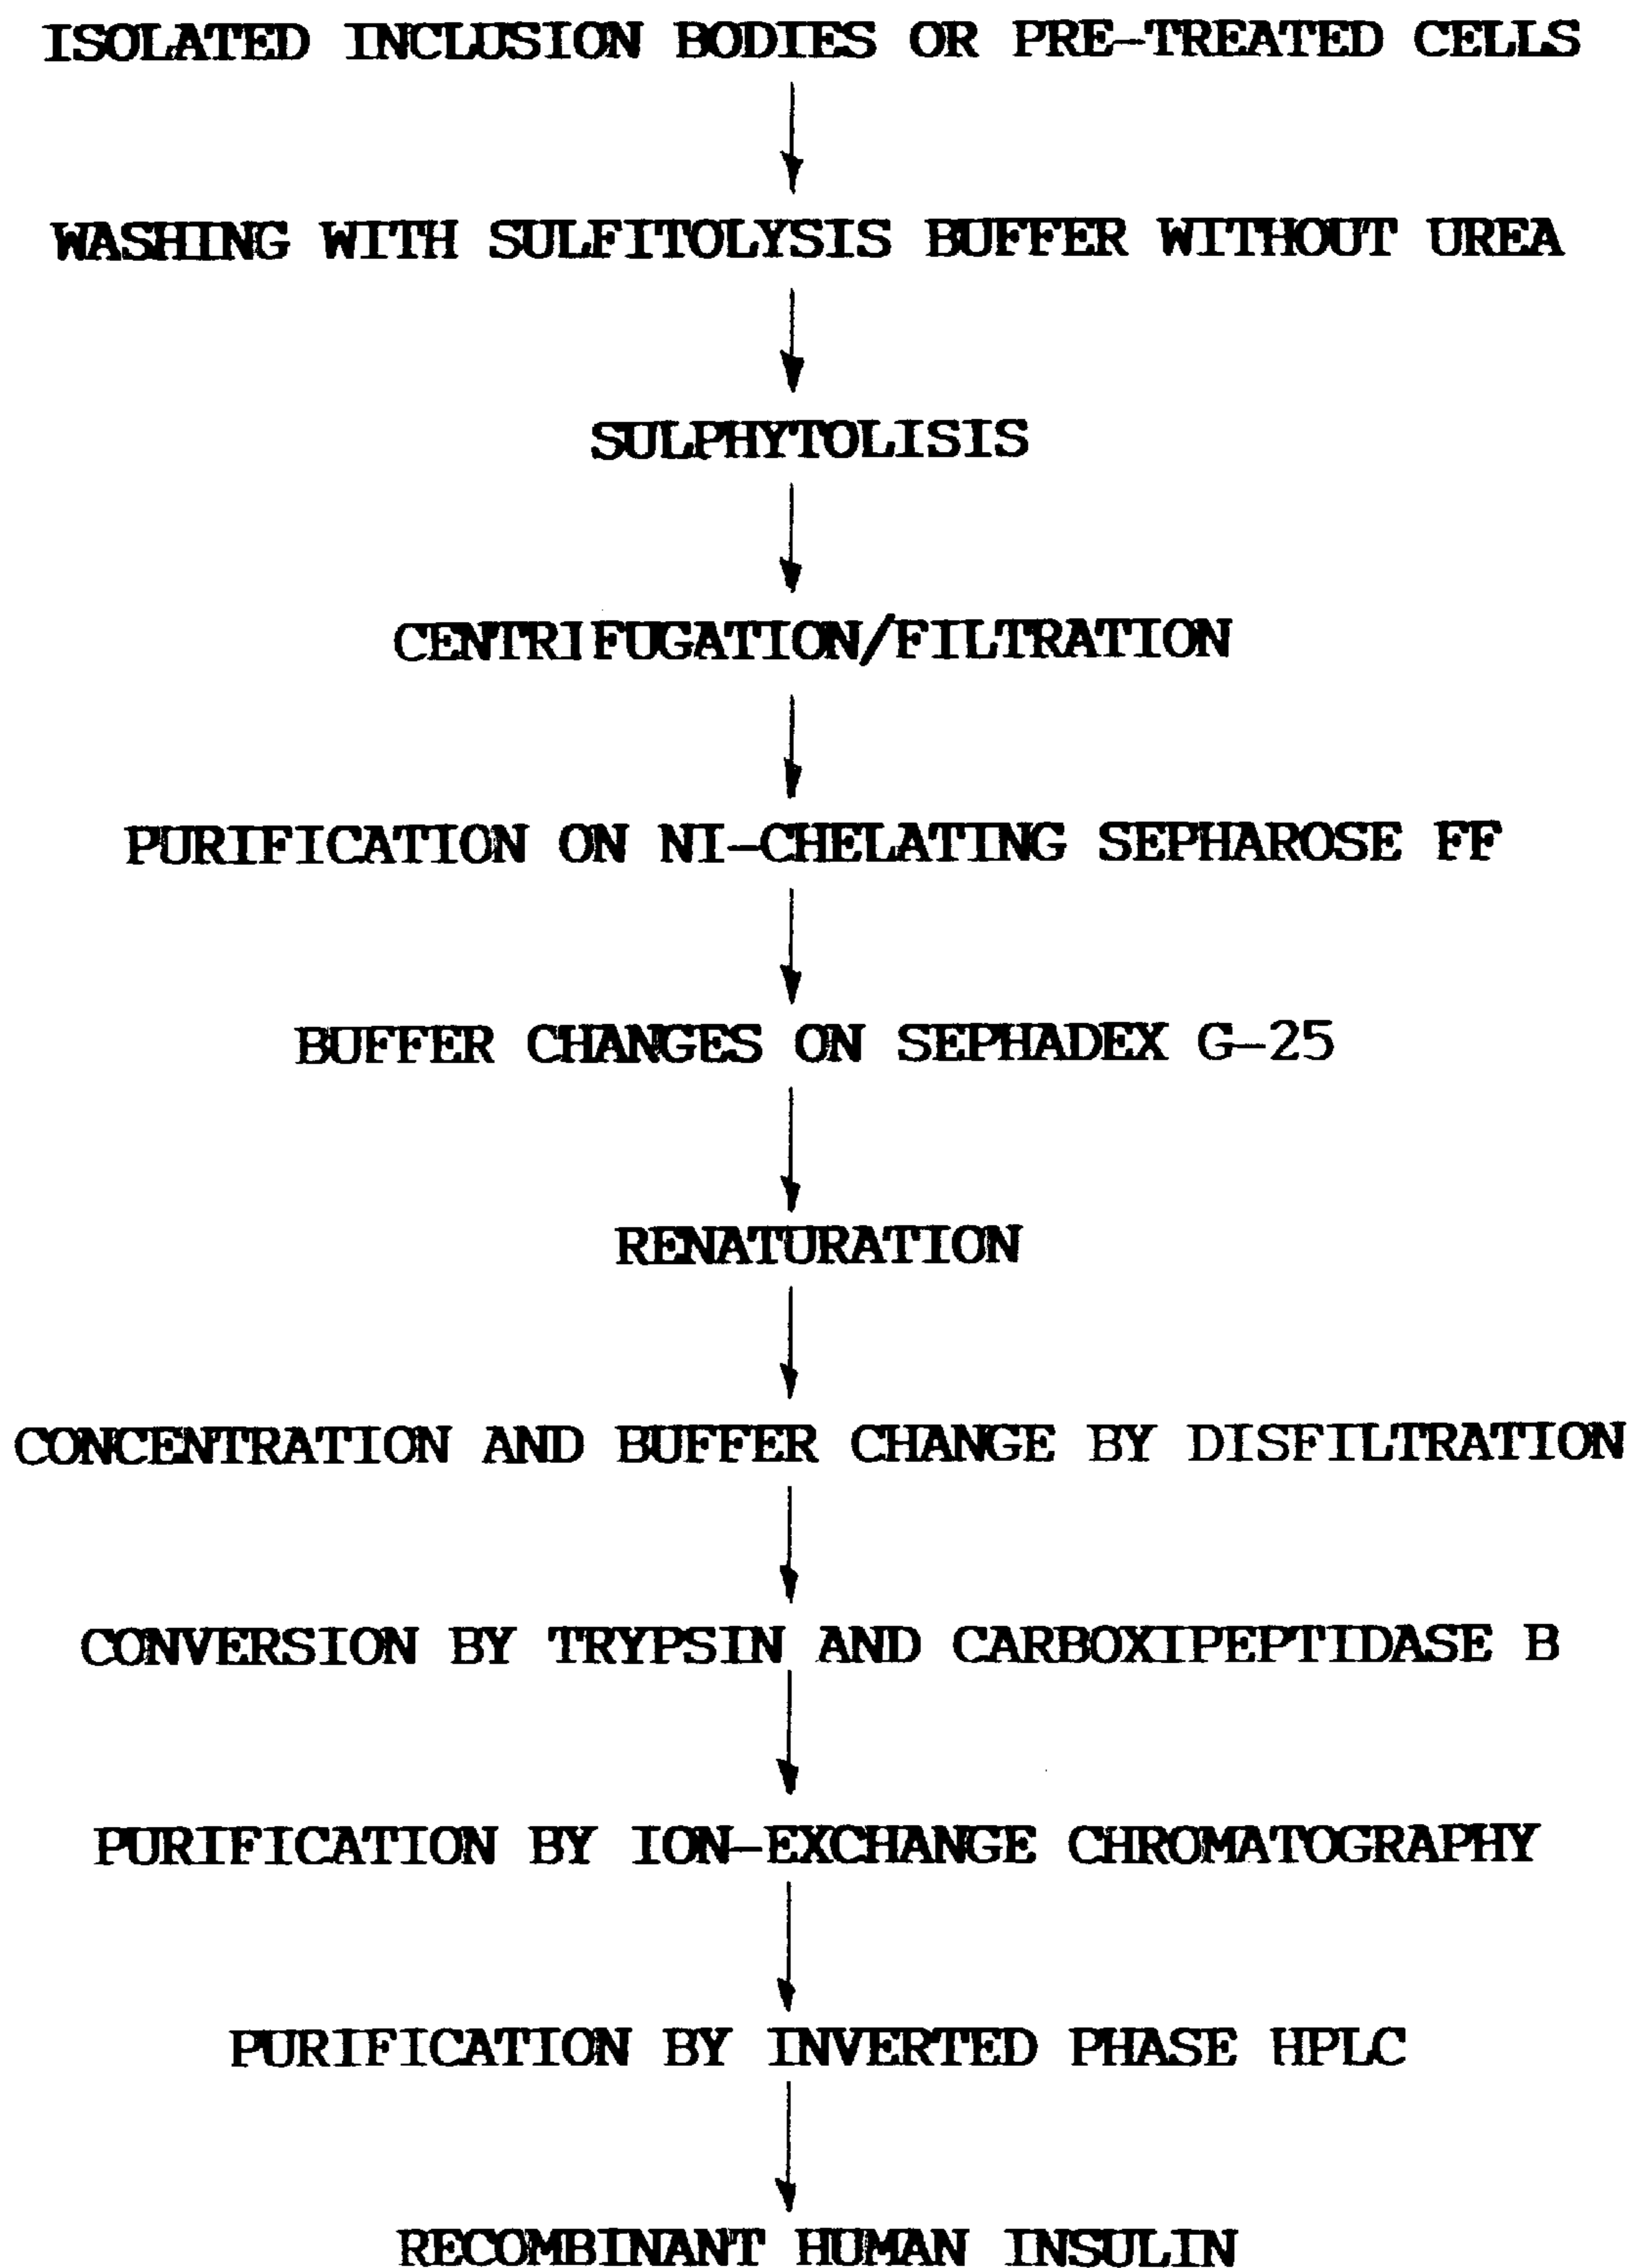 ISOLATED INCLUSION BODIES OR PRE-TREATED CELLS
WASHING WITH SULFITOLYSIS BUFFER WITHOUT UREA
SULPHYTOLISIS
CENTRIFUGATION/FILTRATION
PURIFICATION ON NI-CHELATING SEPHAROSE FF
BUFFER CHANGES ON SEPHADEX G-25
RENATURATION
CONCENTRATION AND BUFFER CHANGE BY DISFILTRATION
CONVERSION BY TRYPSIN AND CARBOXIPEPTIDASE B
PURIFICATION BY ION-EXCHANGE CHROMATOGRAPHY
PURIFICATION BY INVERTED PHASE HPLC
RECOMBINANT HUMAN INSULIN